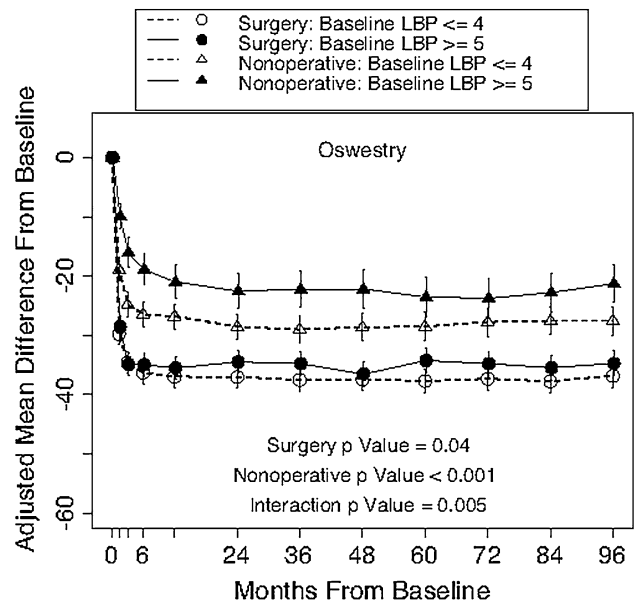 Surgery: Baseline LBP <= 4
Surgery: Baseline LBP >= 5
Nonoperative: Baseline LBP <= 4
Nonoperative: Baseline LBP >= 5
Adjusted Mean Difference From Baseline
Oswestry
0
-20
-40
-60
Surgery p Value = 0.04
Nonoperative p Value < 0.001
Interaction p Value = 0.005
0 6 24 36 48 60 72 84 96
Months From Baseline